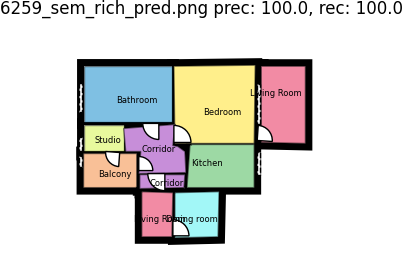 6259_sem_rich_pred.png prec: 100.0, rec: 100.0
Living Room
Bathroom
Bedroom
Studio
Corridor
Kitchen
Balcony
Corridor
Living Room
Dining room